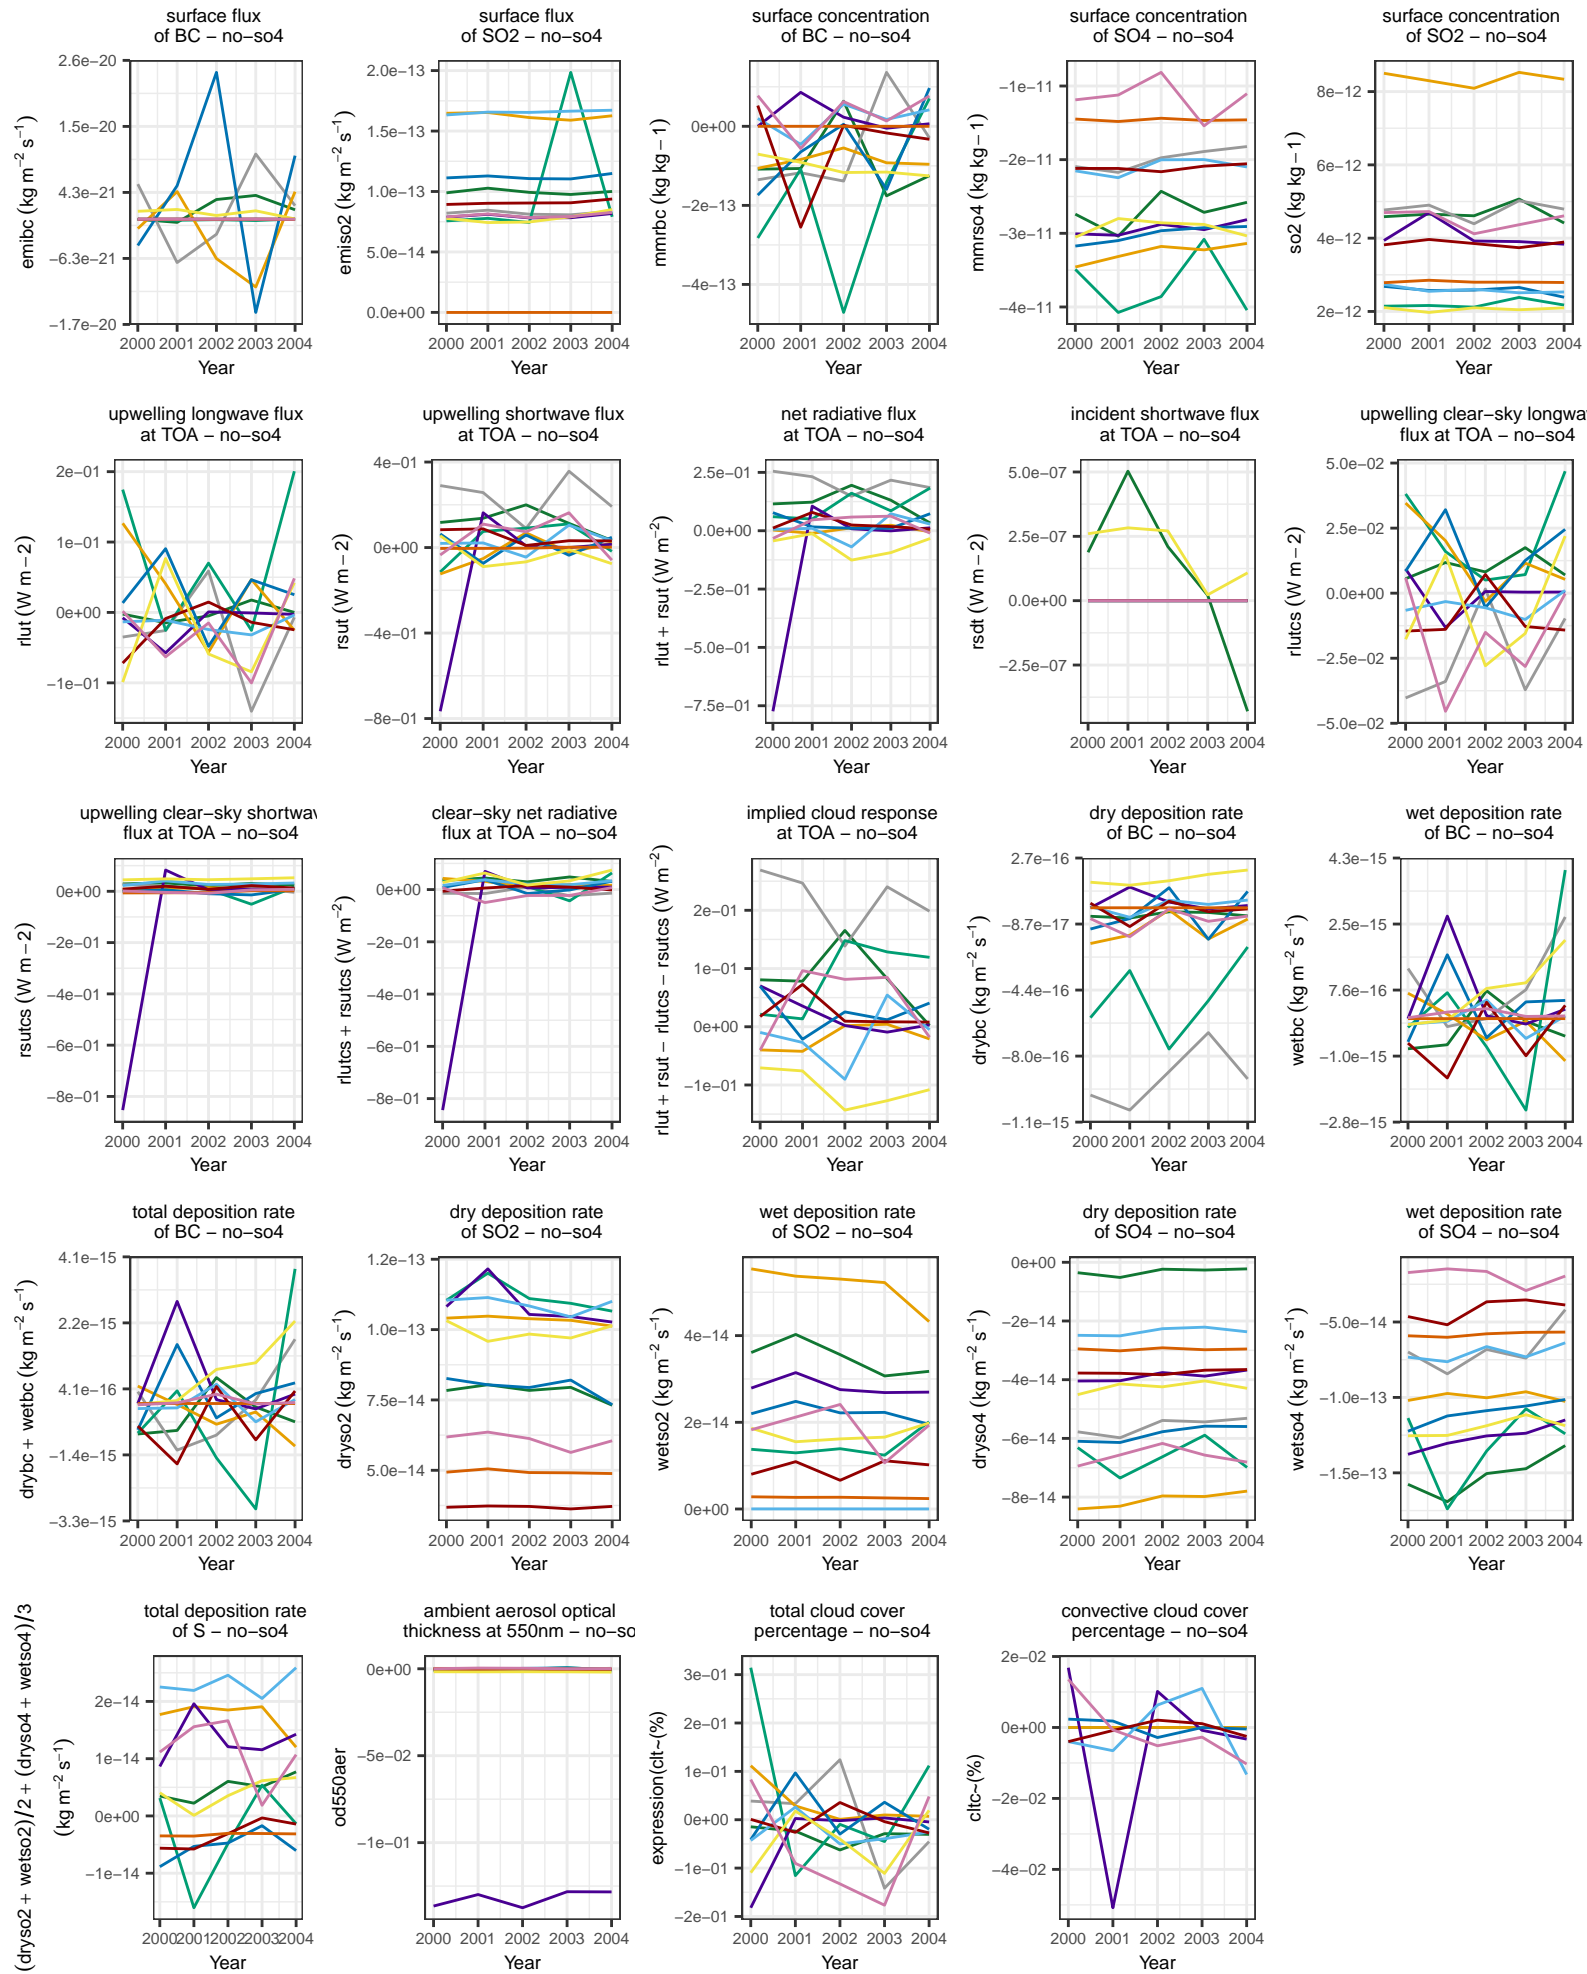 surface flux
of BC − no−so4
2.6e−20
1.5e−20
4.3e−21
−6.3e−21
−1.7e−20
emibc (kg m−2 s−1)
2000 2001 2002 2003 2004
Year
surface flux
of SO2 − no−so4
2.0e−13
1.5e−13
1.0e−13
5.0e−14
0.0e+00
emiso2 (kg m−2 s−1)
2000 2001 2002 2003 2004
Year
surface concentration
of BC − no−so4
0e+00
−2e−13
−4e−13
mmrbc (kg kg − 1)
2000 2001 2002 2003 2004
Year
surface concentration
of SO4 − no−so4
−1e−11
−2e−11
−3e−11
−4e−11
mmrso4 (kg kg − 1)
2000 2001 2002 2003 2004
Year
surface concentration
of SO2 − no−so4
8e−12
6e−12
4e−12
2e−12
so2 (kg kg − 1)
2000 2001 2002 2003 2004
Year
upwelling longwave flux
at TOA − no−so4
2e−01
1e−01
0e+00
−1e−01
rlut (W m − 2)
2000 2001 2002 2003 2004
Year
upwelling shortwave flux
at TOA − no−so4
4e−01
0e+00
−4e−01
−8e−01
rsut (W m − 2)
2000 2001 2002 2003 2004
Year
net radiative flux
at TOA − no−so4
2.5e−01
0.0e+00
−2.5e−01
−5.0e−01
−7.5e−01
rlut + rsut (W m−2)
2000 2001 2002 2003 2004
Year
incident shortwave flux
at TOA − no−so4
5.0e−07
2.5e−07
0.0e+00
−2.5e−07
rsdt (W m − 2)
2000 2001 2002 2003 2004
Year
upwelling clear−sky longwa
flux at TOA − no−so4
5.0e−02
2.5e−02
0.0e+00
−2.5e−02
−5.0e−02
rlutcs (W m − 2)
2000 2001 2002 2003 2004
Year
upwelling clear−sky shortwav
flux at TOA − no−so4
0e+00
−2e−01
−4e−01
−6e−01
−8e−01
rsutcs (W m − 2)
2000 2001 2002 2003 2004
Year
clear−sky net radiative
flux at TOA − no−so4
0e+00
−2e−01
−4e−01
−6e−01
−8e−01
rlutcs + rsutcs (W m−2)
2000 2001 2002 2003 2004
Year
implied cloud response
at TOA − no−so4
2e−01
1e−01
0e+00
−1e−01
rlut + rsut − rlutcs − rsutcs (W m−2)
2000 2001 2002 2003 2004
Year
dry deposition rate
of BC − no−so4
2.7e−16
−8.7e−17
−4.4e−16
−8.0e−16
−1.1e−15
drybc (kg m−2 s−1)
2000 2001 2002 2003 2004
Year
wet deposition rate
of BC − no−so4
4.3e−15
2.5e−15
7.6e−16
−1.0e−15
−2.8e−15
wetbc (kg m−2 s−1)
2000 2001 2002 2003 2004
Year
total deposition rate
of BC − no−so4
4.1e−15
2.2e−15
4.1e−16
−1.4e−15
−3.3e−15
drybc + wetbc (kg m−2 s−1)
2000 2001 2002 2003 2004
Year
dry deposition rate
of SO2 − no−so4
1.2e−13
1.0e−13
7.5e−14
5.0e−14
dryso2 (kg m−2 s−1)
2000 2001 2002 2003 2004
Year
wet deposition rate
of SO2 − no−so4
4e−14
2e−14
0e+00
wetso2 (kg m−2 s−1)
2000 2001 2002 2003 2004
Year
dry deposition rate
of SO4 − no−so4
0e+00
−2e−14
−4e−14
−6e−14
−8e−14
dryso4 (kg m−2 s−1)
2000 2001 2002 2003 2004
Year
wet deposition rate
of SO4 − no−so4
−5.0e−14
−1.0e−13
−1.5e−13
wetso4 (kg m−2 s−1)
2000 2001 2002 2003 2004
Year
total deposition rate
of S − no−so4
2e−14
1e−14
0e+00
−1e−14
(dryso2 + wetso2)/2 + (dryso4 + wetso4)/3
(kg m−2 s−1)
2000 2001 2002 2003 2004
Year
ambient aerosol optical
thickness at 550nm − no−so
0e+00
−5e−02
−1e−01
od550aer
2000 2001 2002 2003 2004
Year
total cloud cover
percentage − no−so4
3e−01
2e−01
1e−01
0e+00
−1e−01
−2e−01
expression(clt~(%)
2000 2001 2002 2003 2004
Year
convective cloud cover
percentage − no−so4
2e−02
0e+00
−2e−02
−4e−02
cltc~(%)
2000 2001 2002 2003 2004
Year